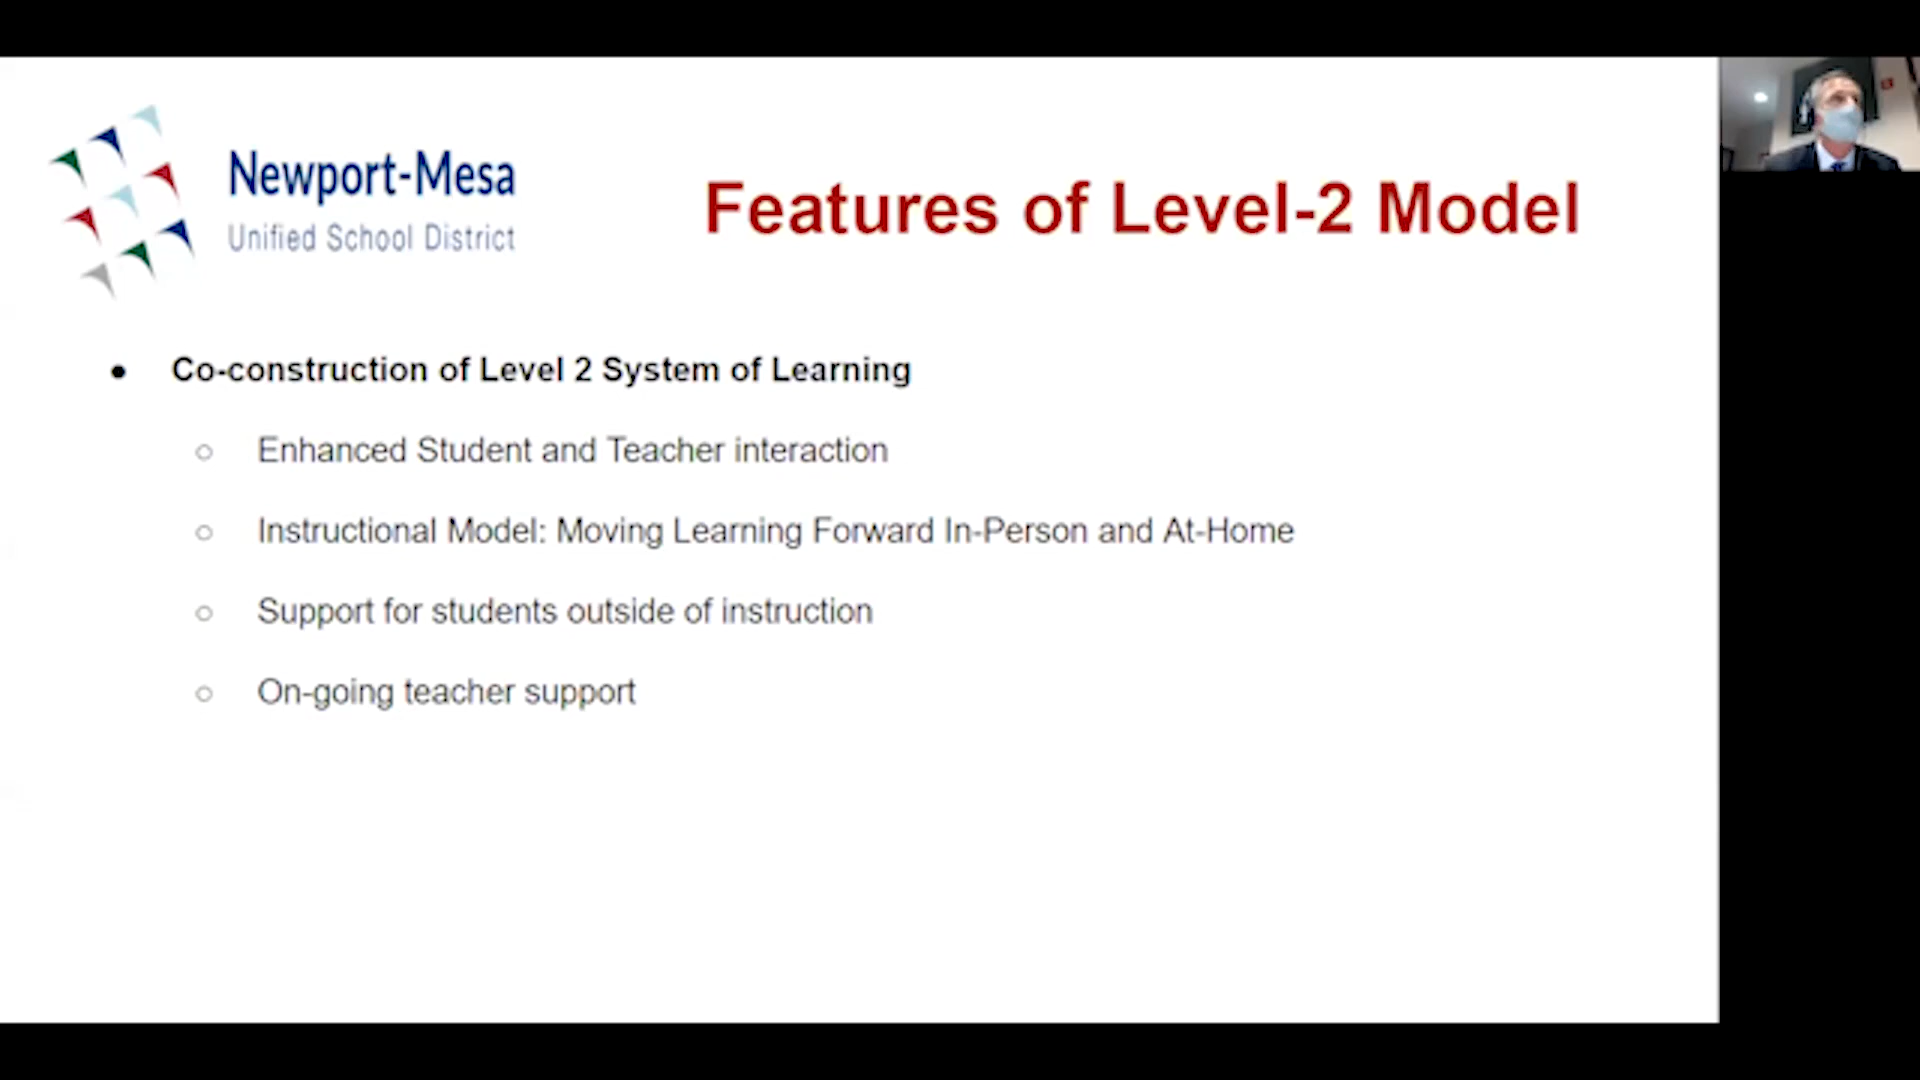 Newport-Mesa
Unified School District
Features of Level-2 Model
Co-construction of Level 2 System of Learning
Enhanced Student and Teacher interaction
Instructional Model: Moving Learning Forward In-Person and At-Home
Support for students outside of instruction
On-going teacher support